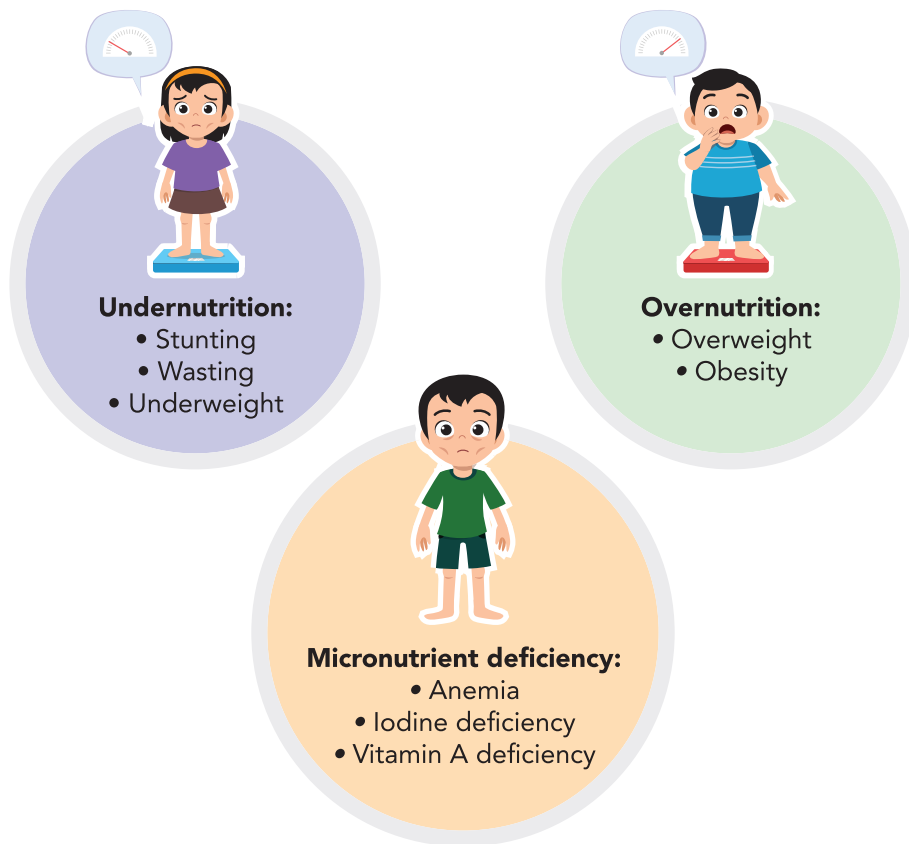 Undernutrition:
• Stunting
• Wasting
• Underweight
Overnutrition:
• Overweight
• Obesity
Micronutrient deficiency:
• Anemia
• Iodine deficiency
• Vitamin A deficiency